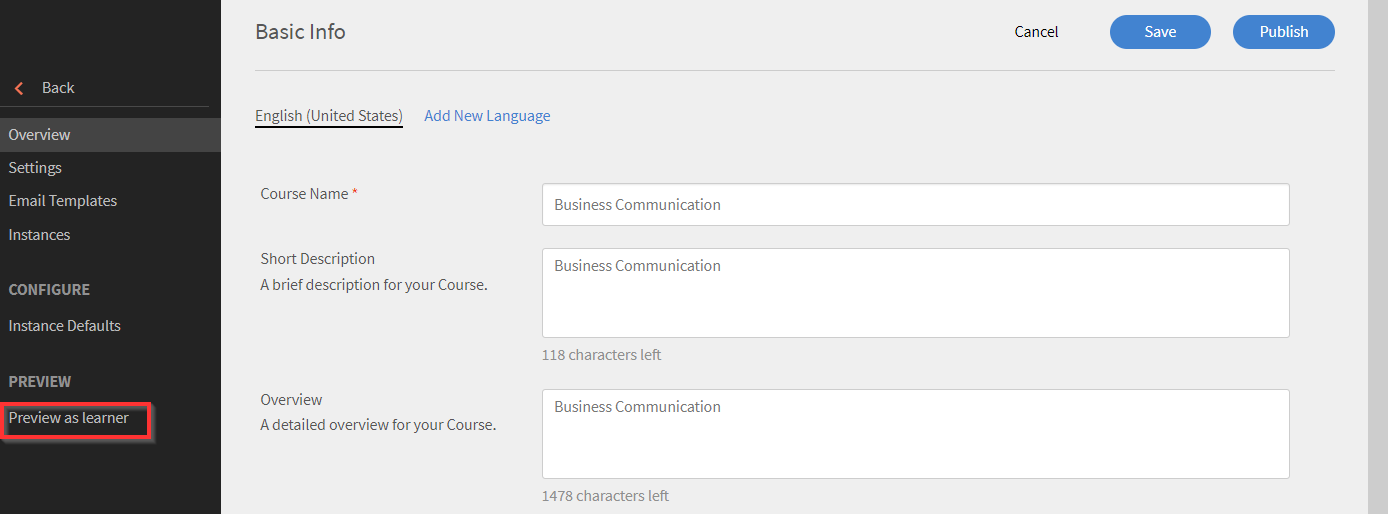 Basic Info
Cancel
Save
Publish
Back
Overview
Settings
Email Templates
Instances
CONFIGURE
Instance Defaults
PREVIEW
Preview as learner
English (United States)
Add New Language
Course Name *
Business Communication
Short Description
A brief description for your Course.
Business Communication
118 characters left
Overview
A detailed overview for your Course.
Business Communication
1478 characters left